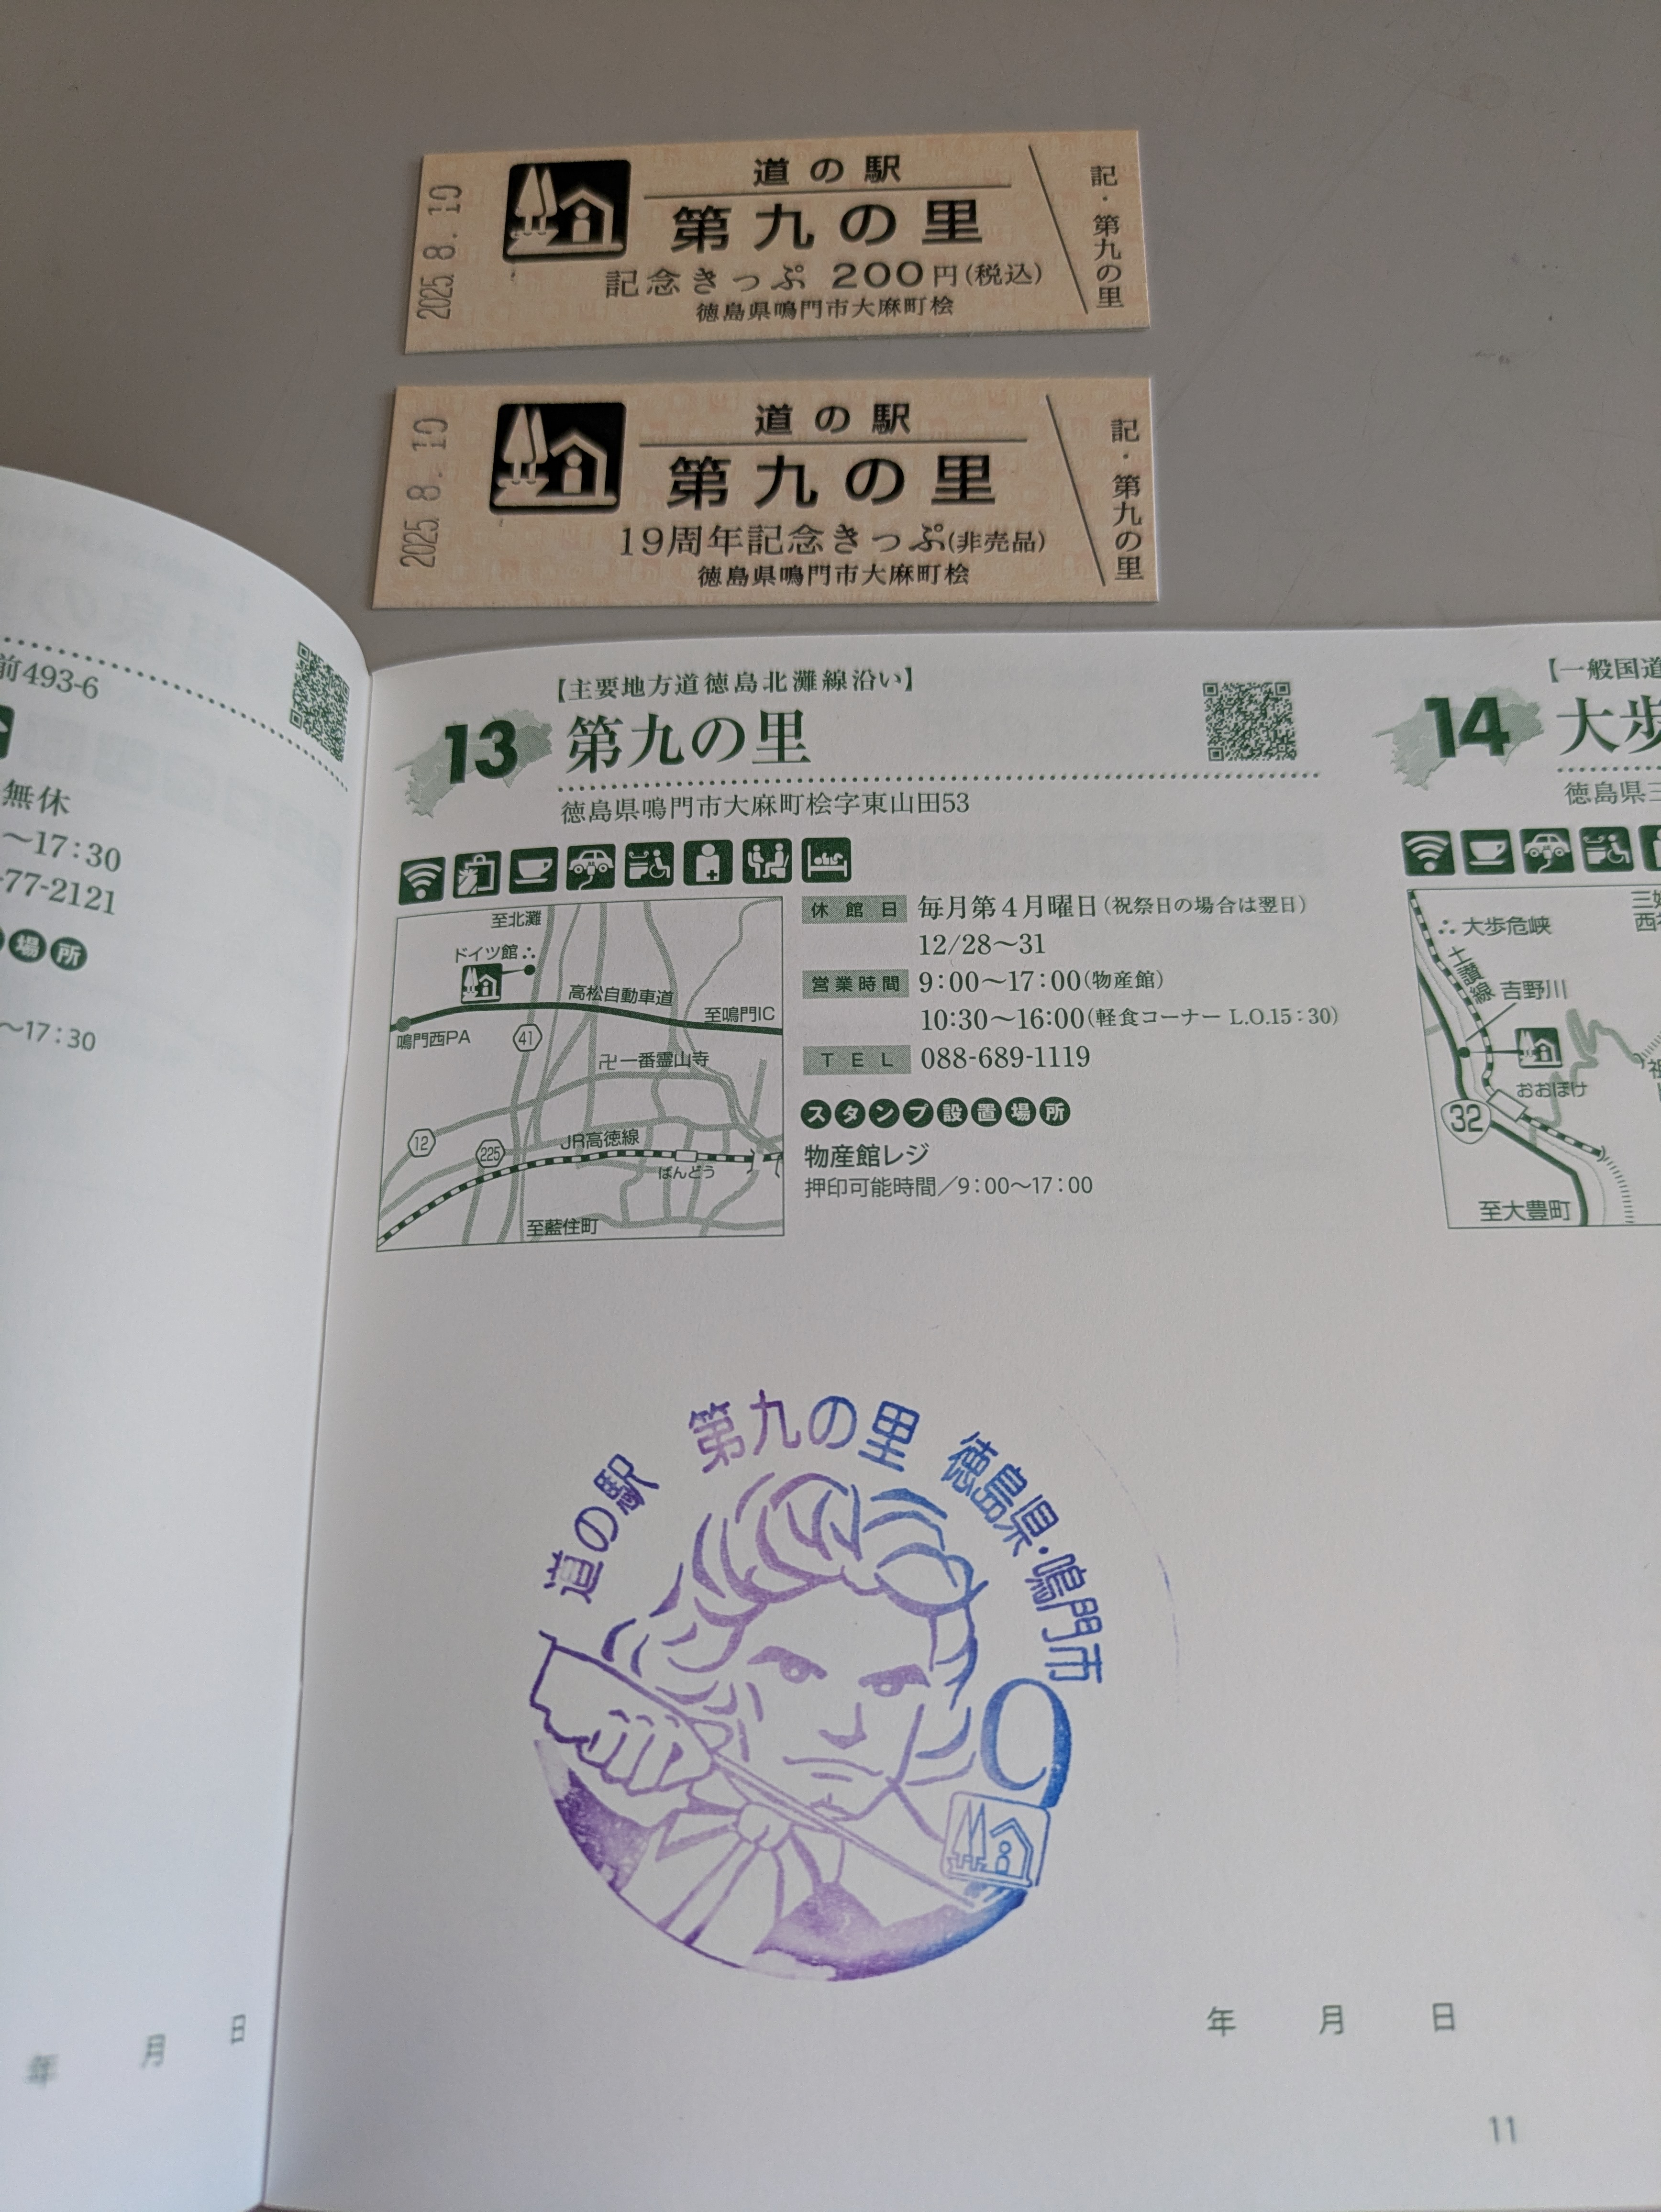 2025. 8. 10
道の駅
第九の里
記念きっぷ 200円(税込)
徳島県鳴門市大麻町桧
記・第九の里
2025. 8. 10
道の駅
第九の里
19周年記念きっぷ(非売品)
徳島県鳴門市大麻町桧
記・第九の里
前493-6
無休
～17:30
-77-2121
場所
～17:30
年 月 日
【主要地方道徳島北灘線沿い】
13 第九の里
徳島県鳴門市大麻町桧字東山田53
至北灘
ドイツ館
高松自動車道
至鳴門IC
鳴門西PA
41
卍一番霊山寺
12
225
JR高徳線
ばんどう
至藍住町
休館日 毎月第4月曜日(祝祭日の場合は翌日)
12/28～31
営業時間 9:00～17:00(物産館)
10:30～16:00(軽食コーナー L.O.15:30)
TEL 088-689-1119
スタンプ設置場所
物産館レジ
押印可能時間／9:00～17:00
道の駅 第九の里 徳島県・鳴門市
9
年 月 日
11
【一般国道
14 大歩
徳島県三
大歩危峡
土讃線
吉野川
おおぼけ
32
至大豊町